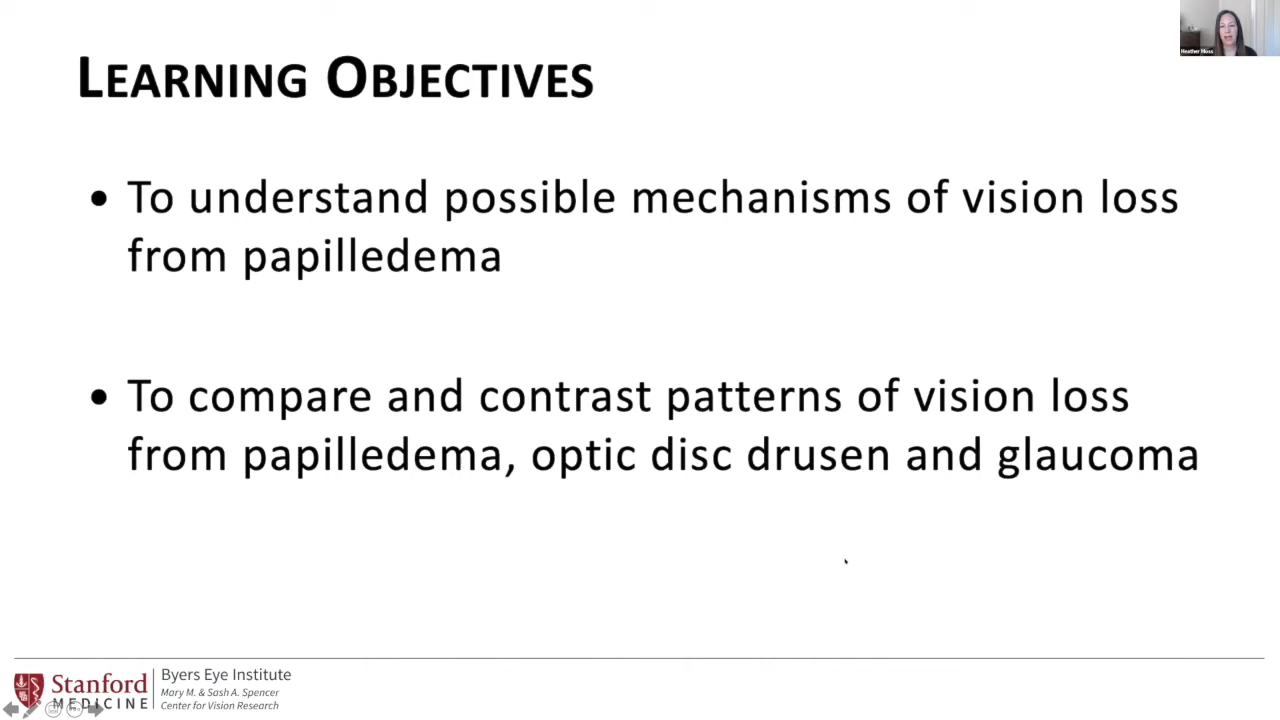 Heather Moss
LEARNING OBJECTIVES
• To understand possible mechanisms of vision loss
from papilledema
• To compare and contrast patterns of vision loss
from papilledema, optic disc drusen and glaucoma
Stanford
MEDICINE
Byers Eye Institute
Mary M. & Sash A. Spencer
Center for Vision Research